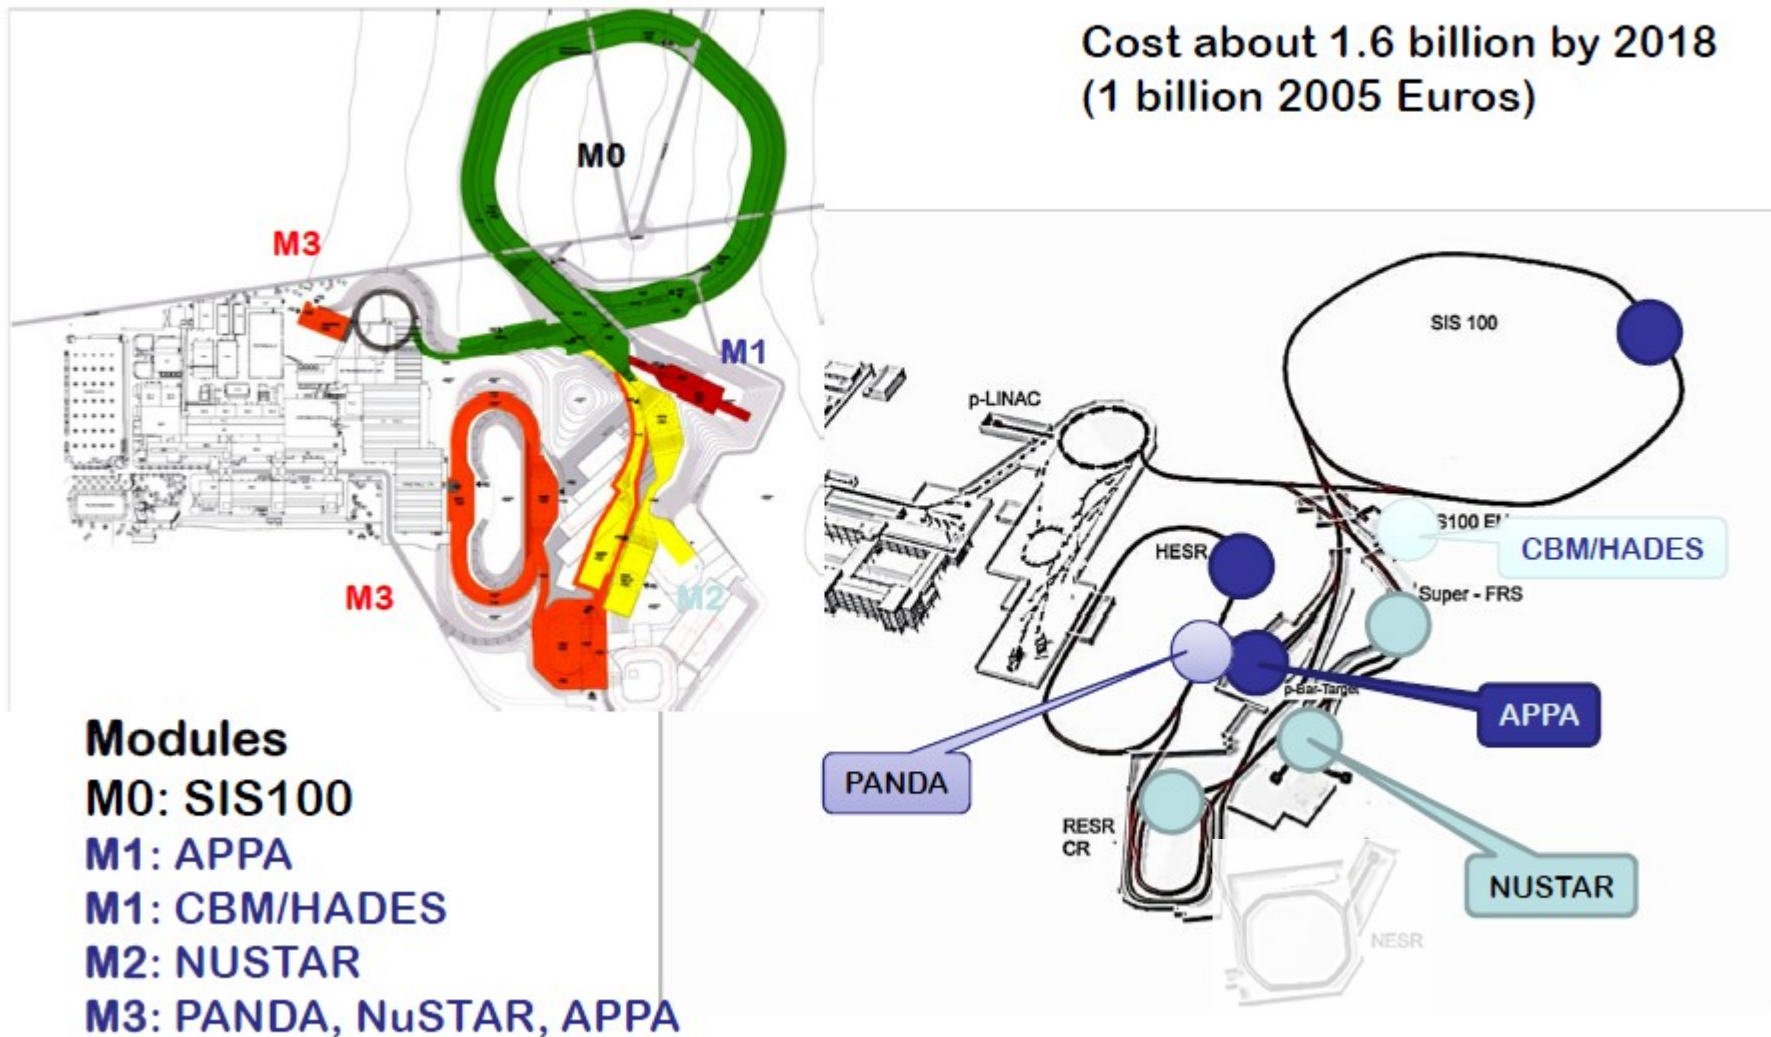 Cost about 1.6 billion by 2018
(1 billion 2005 Euros)
M0
M3
M1
M3
M2
SIS 100
p-LINAC
S100
CBM/HADES
HESR
Super - FRS
p-Bar-Target
APPA
PANDA
RESR
CR
NUSTAR
NESR
Modules
M0: SIS100
M1: APPA
M1: CBM/HADES
M2: NUSTAR
M3: PANDA, NuSTAR, APPA